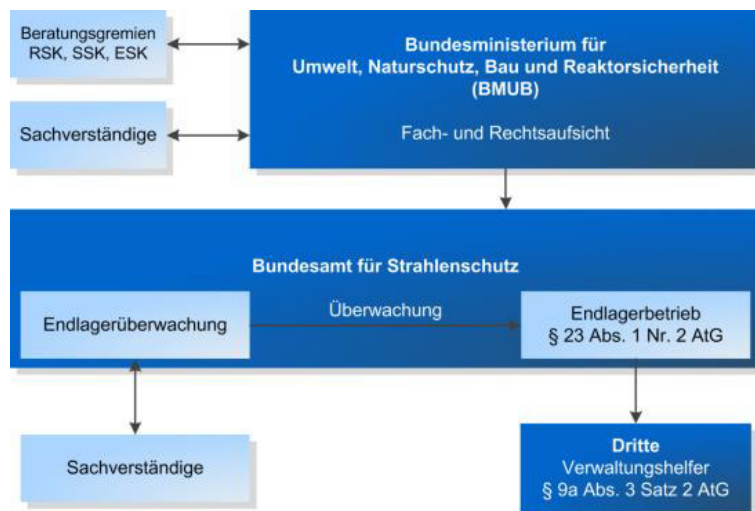 Beratungsgremien
RSK, SSK, ESK
Bundesministerium für
Umwelt, Naturschutz, Bau und Reaktorsicherheit
(BMUB)
Sachverständige
Fach- und Rechtsaufsicht
Bundesamt für Strahlenschutz
Endlagerüberwachung
Überwachung
Endlagerbetrieb
§ 23 Abs. 1 Nr. 2 AtG
Sachverständige
Dritte
Verwaltungshelfer
§ 9a Abs. 3 Satz 2 AtG